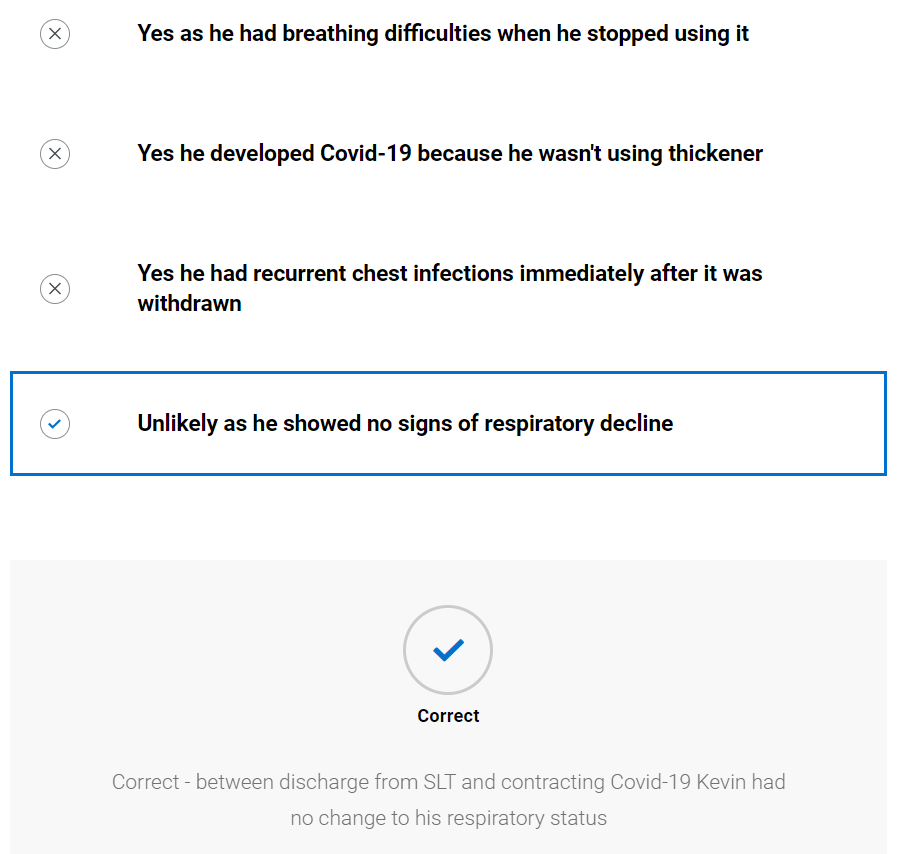 Yes as he had breathing difficulties when he stopped using it
Yes he developed Covid-19 because he wasn't using thickener
Yes he had recurrent chest infections immediately after it was
withdrawn
Unlikely as he showed no signs of respiratory decline
Correct
Correct - between discharge from SLT and contracting Covid-19 Kevin had
no change to his respiratory status